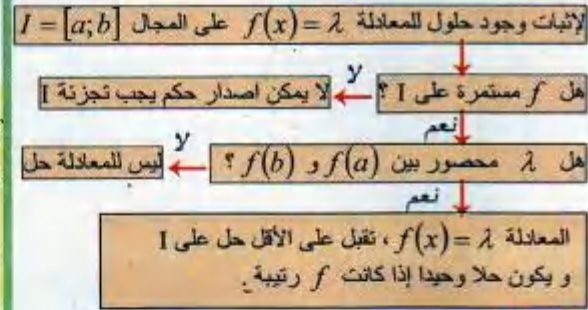 لإثبات وجود حلول للمعادلة f(x) = λ على المجال I = [a;b]
هل f مستمرة على I ؟
لا
لا يمكن اصدار حكم يجب تجزئة I
نعم
هل λ محصور بين f(a) و f(b) ؟
لا
ليس للمعادلة حل
نعم
المعادلة f(x) = λ ، تقبل على الأقل حل على I
و يكون حلا وحيدا إذا كانت f رتيبة .